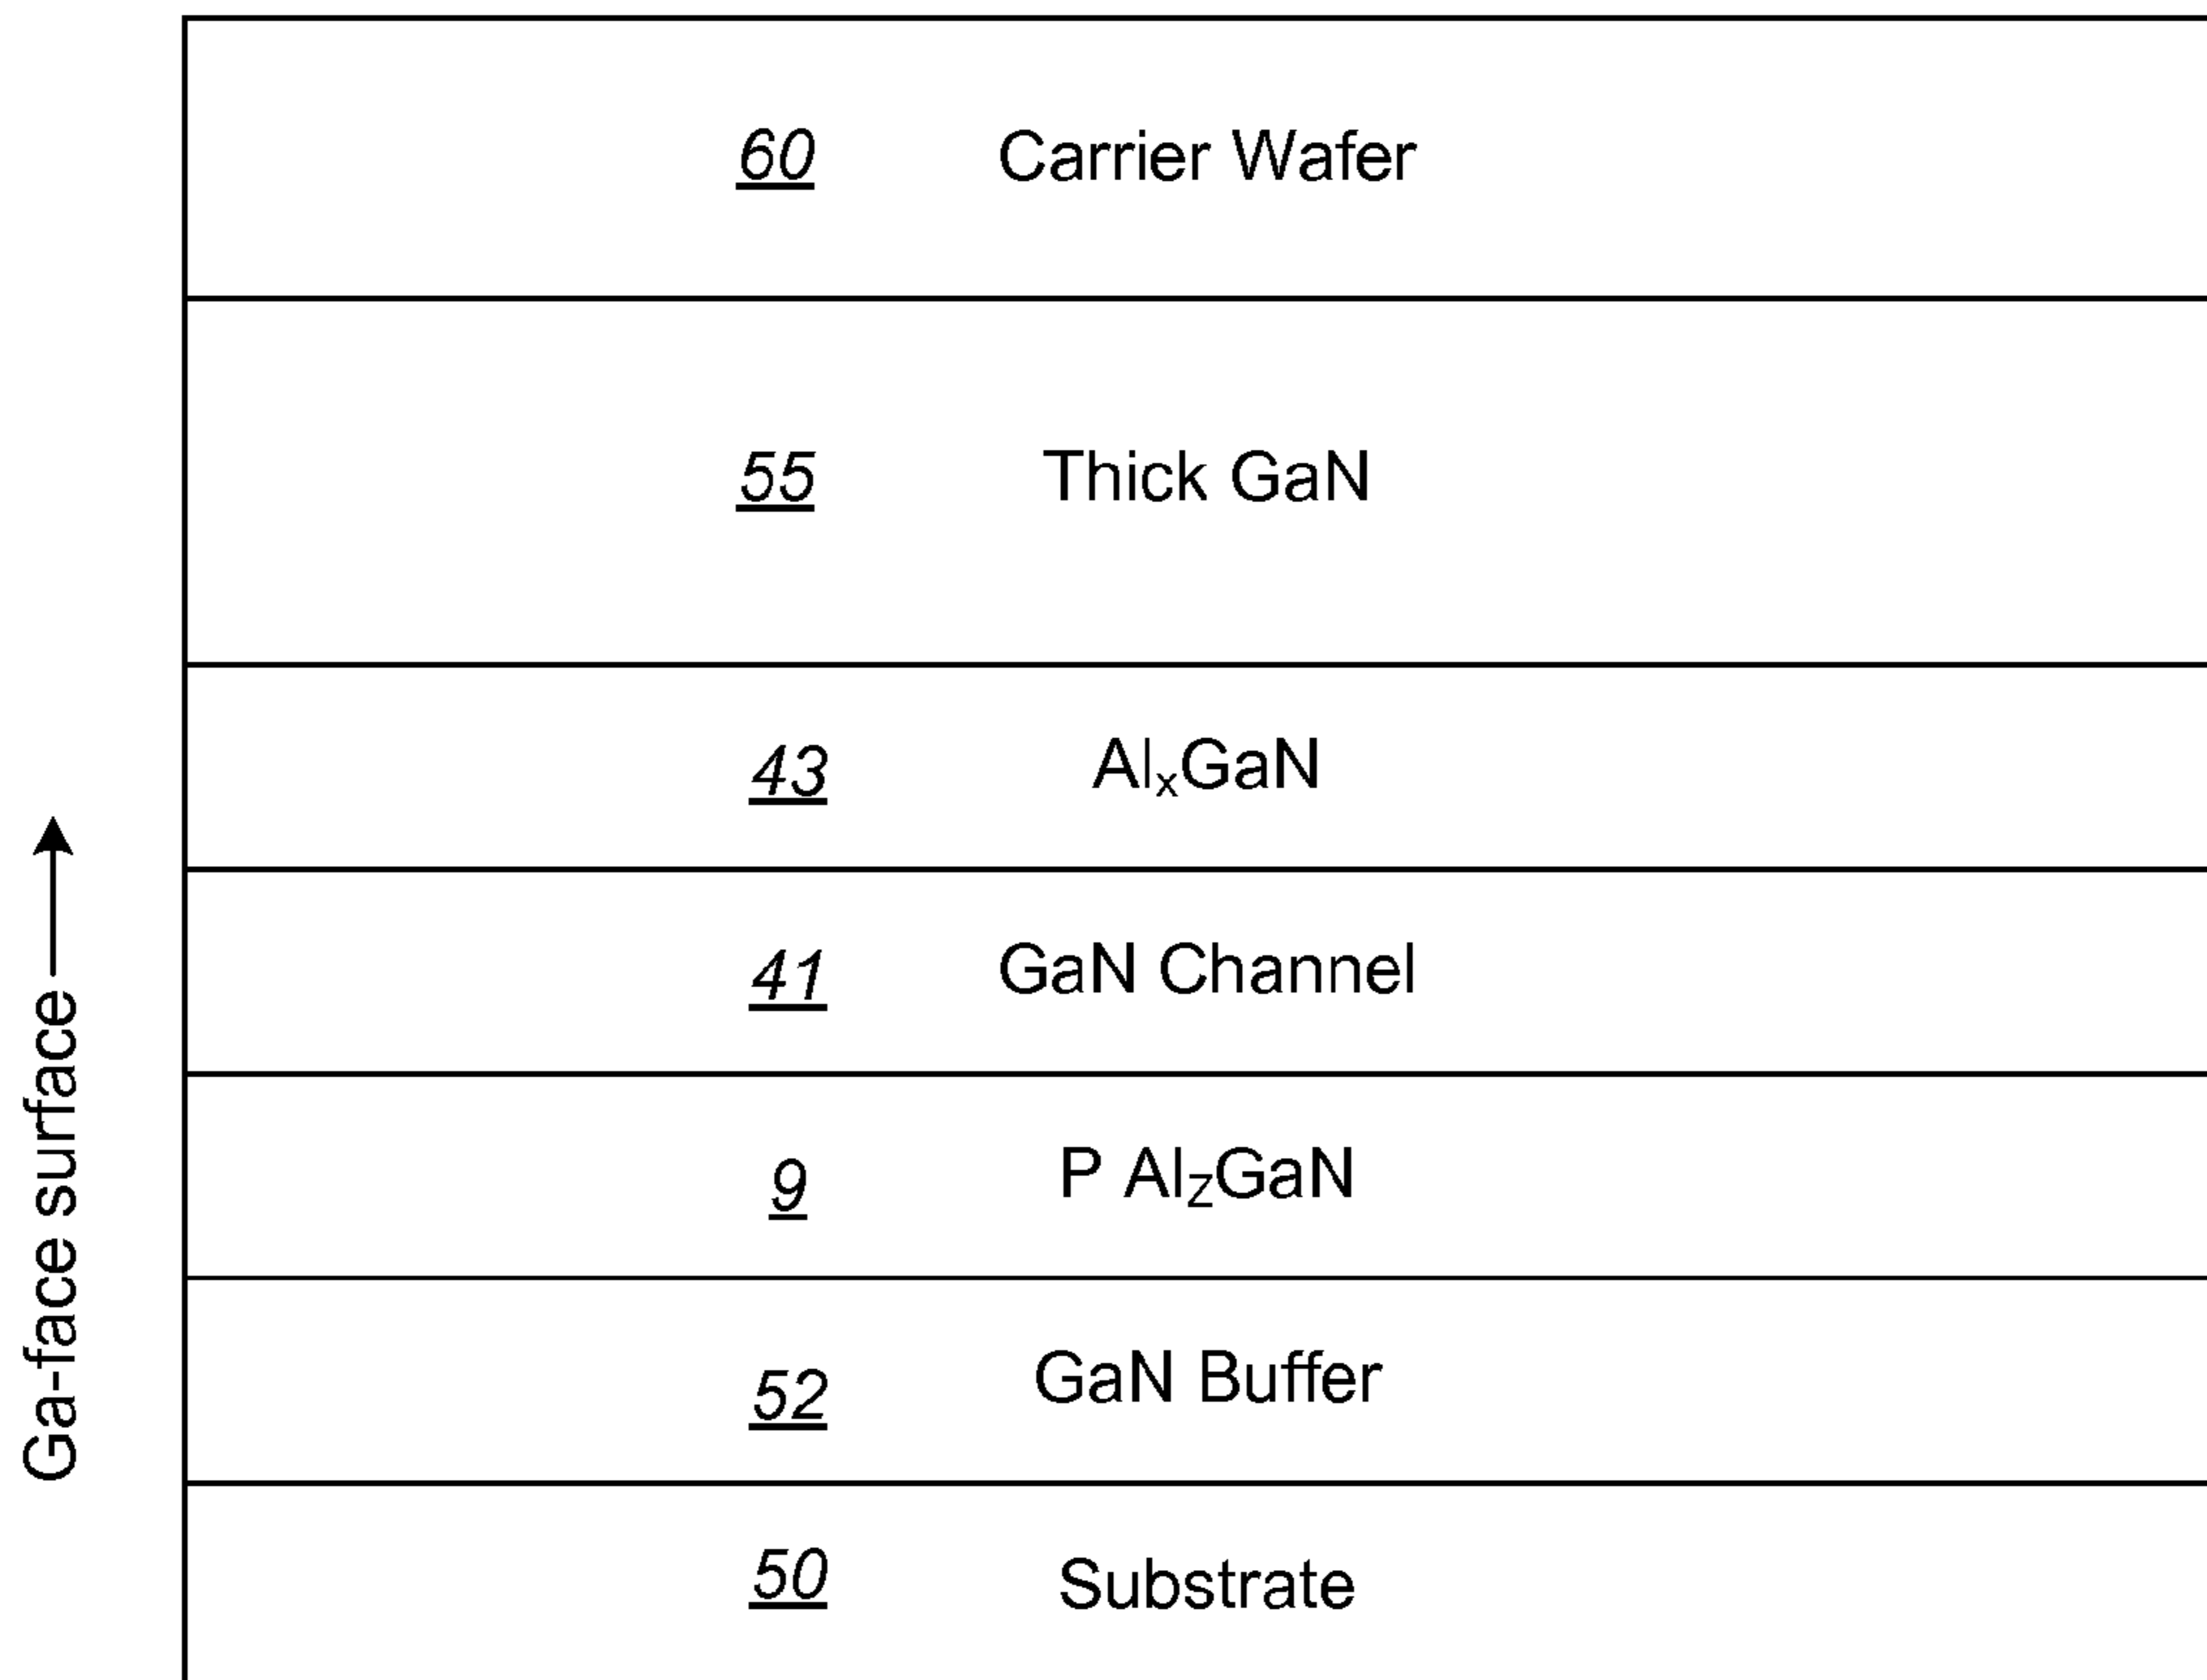 60 Carrier Wafer
55 Thick GaN
43 AlₓGaN
41 GaN Channel
9 P Al_ZGaN
52 GaN Buffer
50 Substrate
Ga-face surface